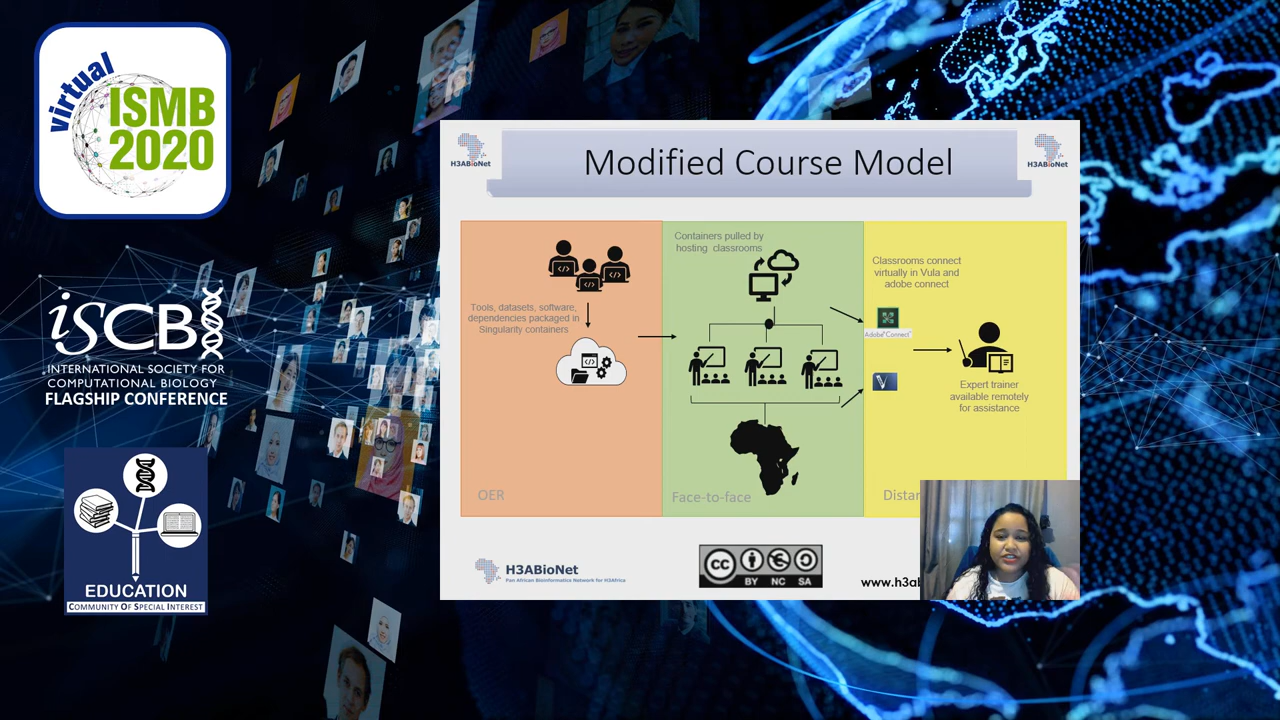 virtual
ISMB
2020
iSCB
INTERNATIONAL SOCIETY FOR
COMPUTATIONAL BIOLOGY
FLAGSHIP CONFERENCE
EDUCATION
COMMUNITY OF SPECIAL INTEREST
H3ABioNet
Modified Course Model
H3ABioNet
Tools, datasets, software,
dependencies packaged in
Singularity containers
OER
Containers pulled by
hosting classrooms
Face-to-face
Classrooms connect
virtually in Vula and
adobe connect
Adobe Connect
V
Expert trainer
available remotely
for assistance
H3ABioNet
Pan African Bioinformatics Network for H3Africa
CC
BY NC SA